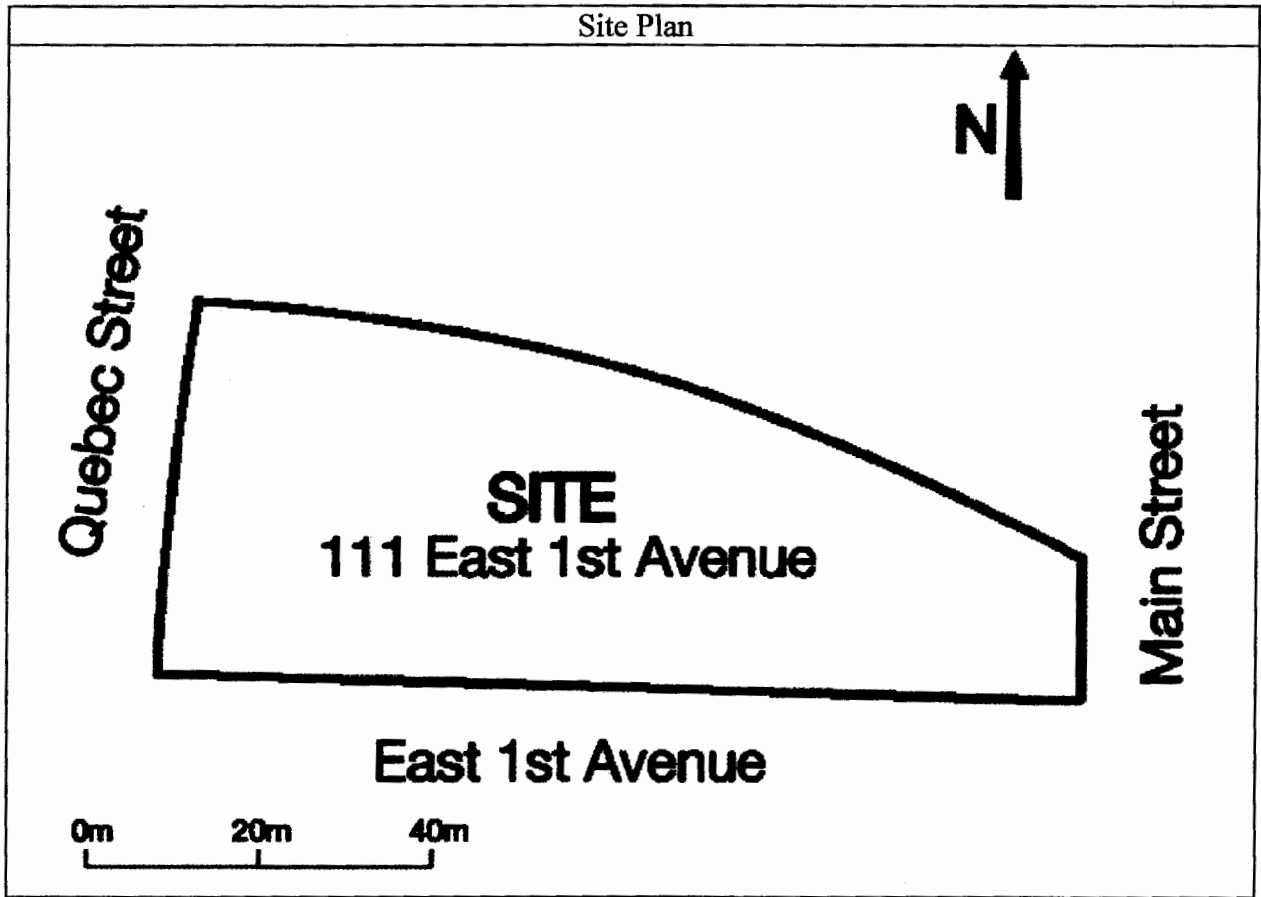 Site Plan
N
Quebec Street
SITE
111 East 1st Avenue
Main Street
East 1st Avenue
0m 20m 40m